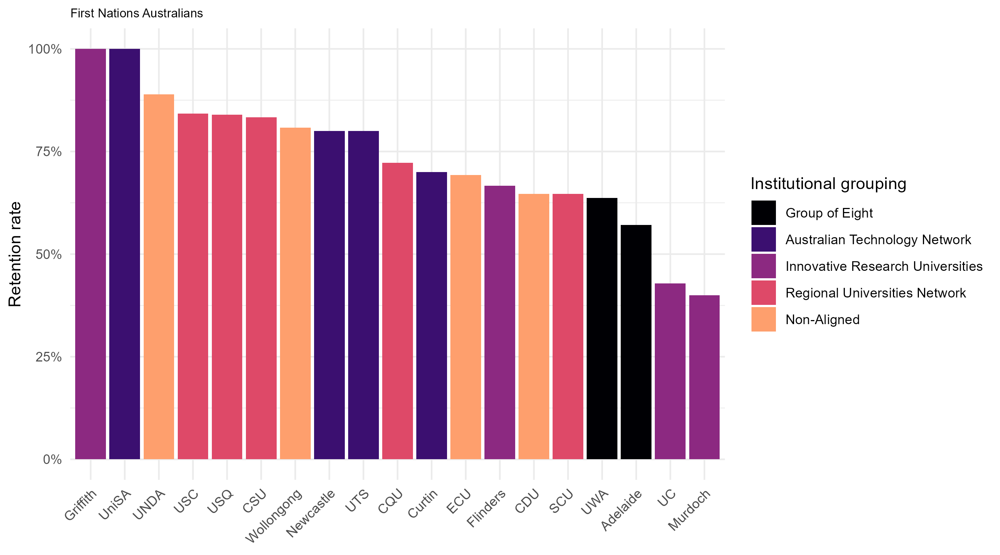 First Nations Australians
Retention rate
100%
75%
50%
25%
0%
Griffith
UniSA
UNDA
USC
USQ
CSU
Wollongong
Newcastle
UTS
CQU
Curtin
ECU
Flinders
CDU
SCU
UWA
Adelaide
UC
Murdoch
Institutional grouping
Group of Eight
Australian Technology Network
Innovative Research Universities
Regional Universities Network
Non-Aligned